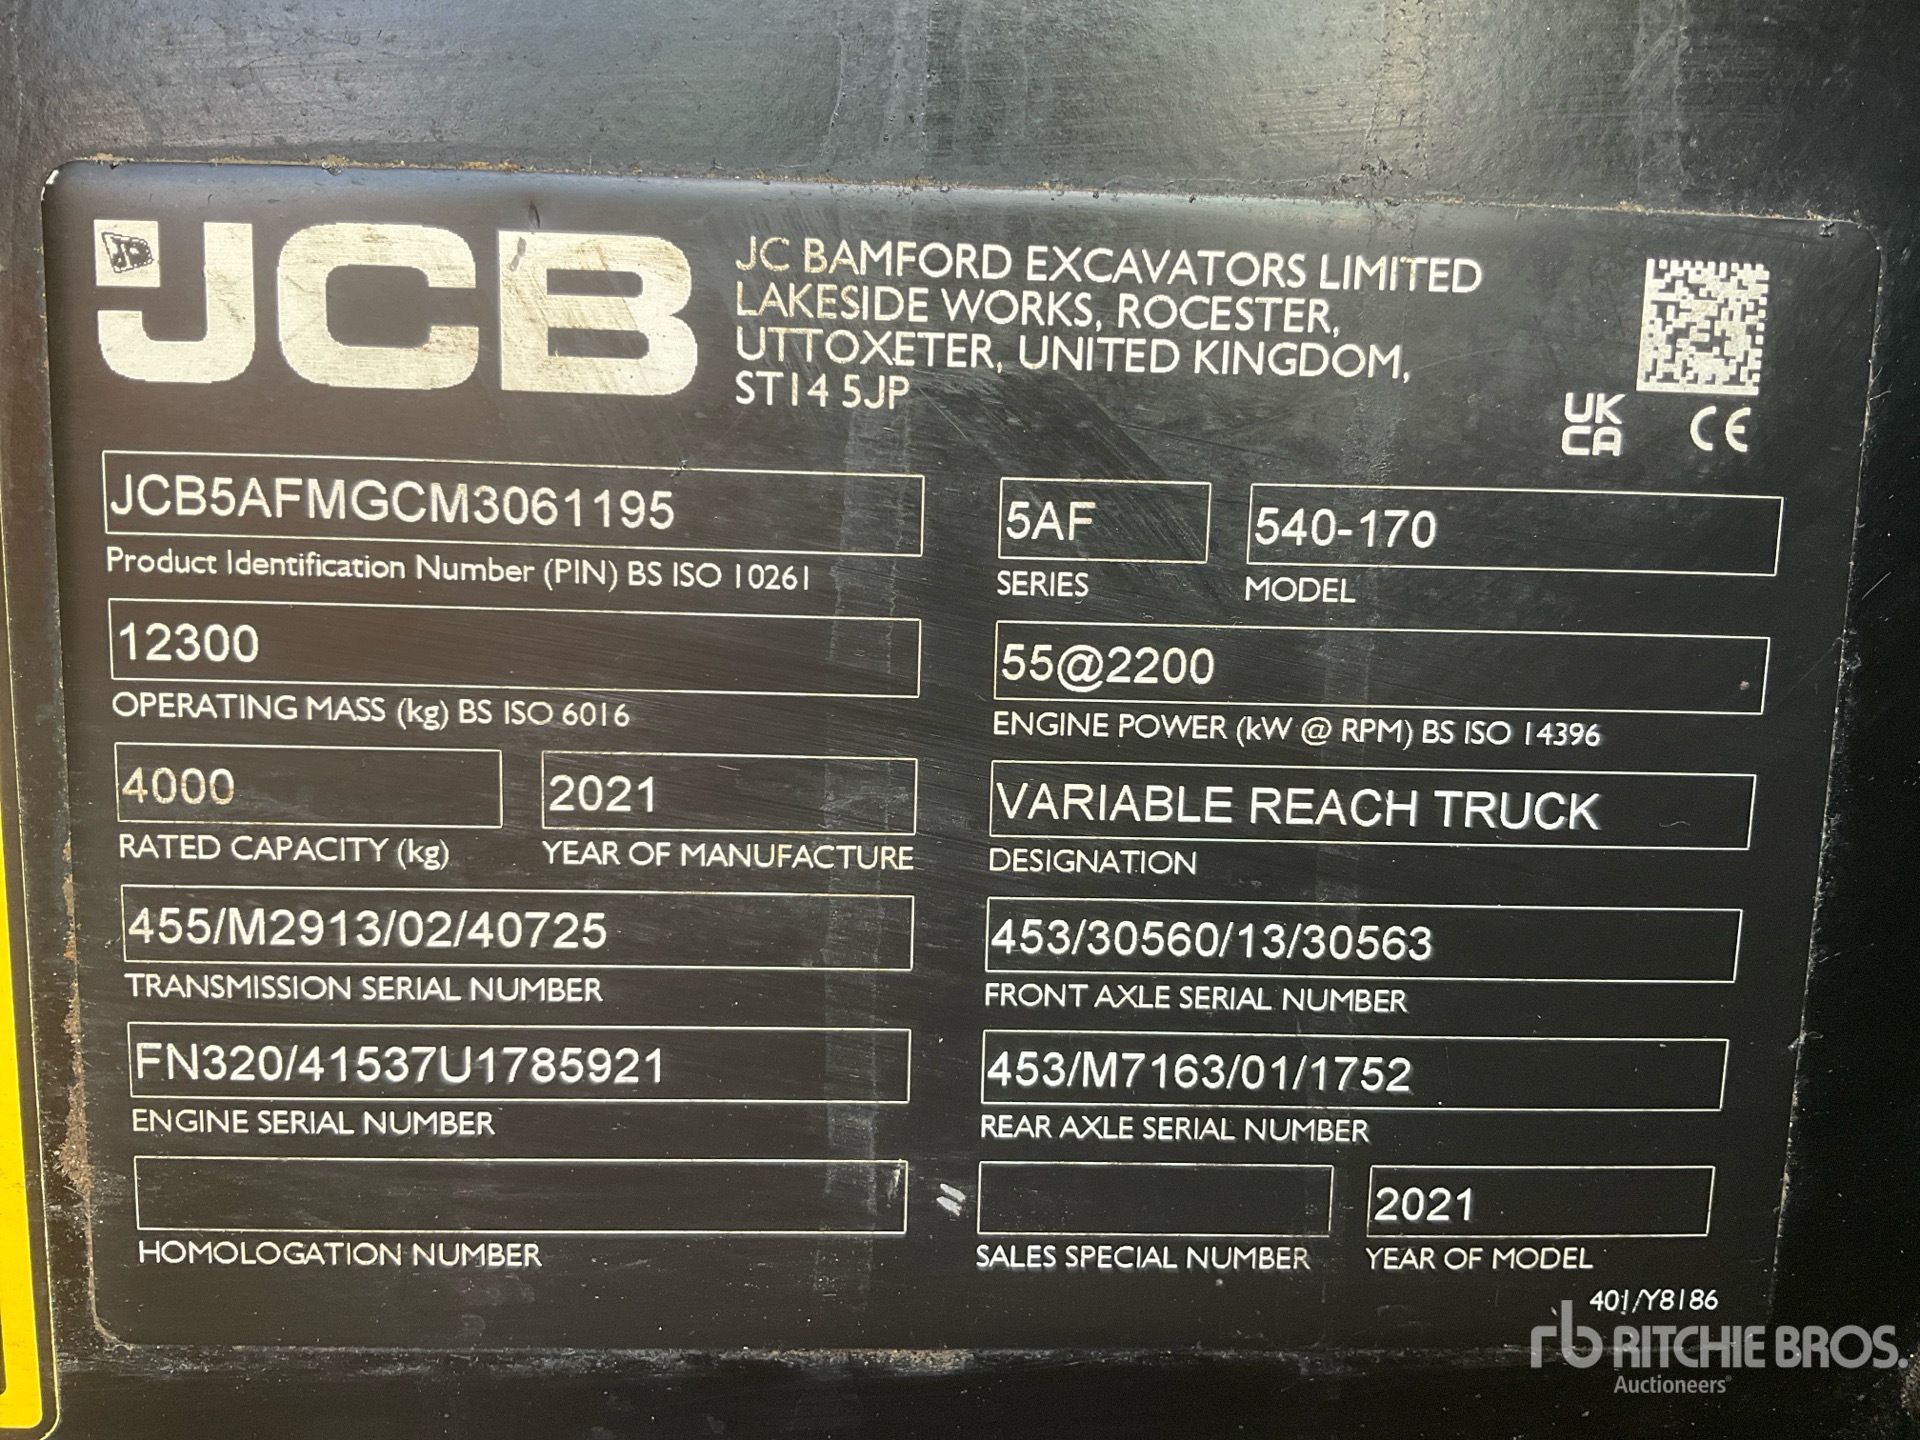 JCB
JC BAMFORD EXCAVATORS LIMITED
LAKESIDE WORKS, ROCESTER,
UTTOXETER, UNITED KINGDOM,
ST14 5JP
UK
CA
CE
JCB5AFMGCM3061195
Product Identification Number (PIN) BS ISO 10261
5AF
SERIES
540-170
MODEL
12300
OPERATING MASS (kg) BS ISO 6016
55@2200
ENGINE POWER (kW @ RPM) BS ISO 14396
4000
RATED CAPACITY (kg)
2021
YEAR OF MANUFACTURE
VARIABLE REACH TRUCK
DESIGNATION
455/M2913/02/40725
TRANSMISSION SERIAL NUMBER
453/30560/13/30563
FRONT AXLE SERIAL NUMBER
FN320/41537U1785921
ENGINE SERIAL NUMBER
453/M7163/01/1752
REAR AXLE SERIAL NUMBER
HOMOLOGATION NUMBER
SALES SPECIAL NUMBER
2021
YEAR OF MODEL
401/Y8186
rb RITCHIE BROS.
Auctioneers